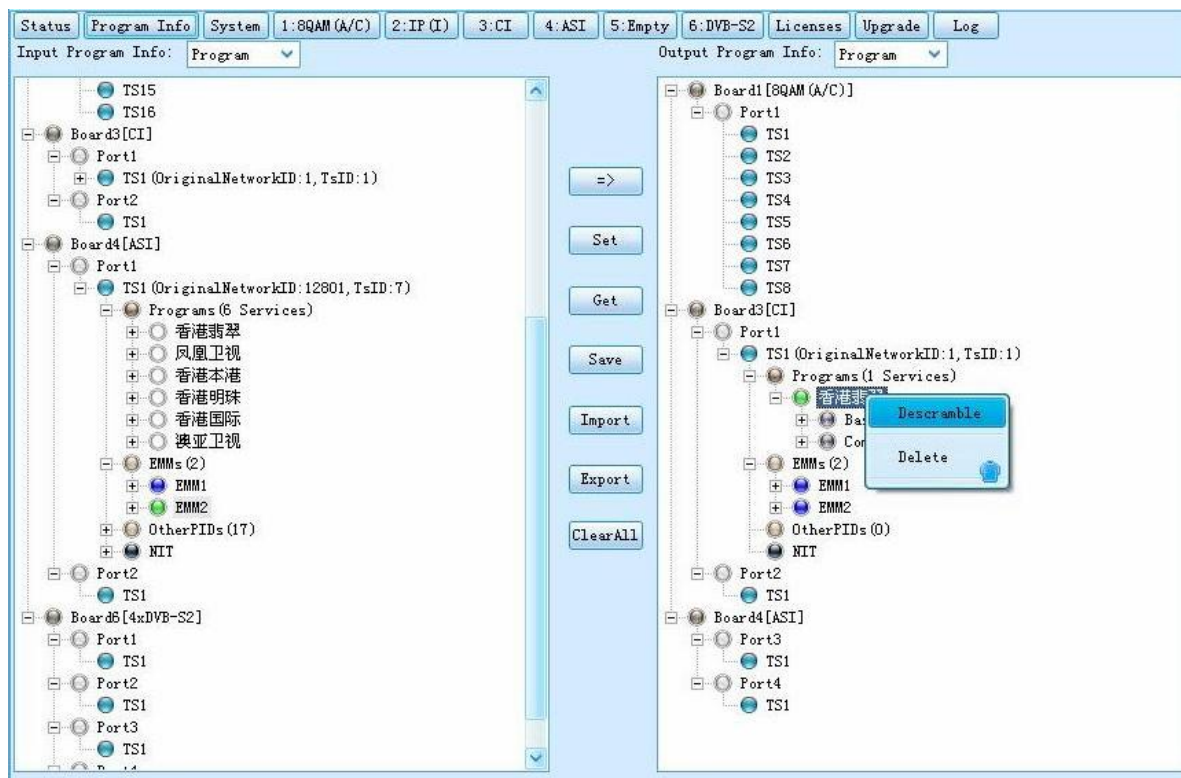 Status Program Info System 1:8QAM(A/C) 2:IP(I) 3:CI 4:ASI 5:Empty 6:DVB-S2 Licenses Upgrade Log
Input Program Info: Program
Output Program Info: Program
TS15
TS16
Board3[CI]
Port1
TS1(OriginalNetworkID:1,TsID:1)
Port2
TS1
Board4[ASI]
Port1
TS1(OriginalNetworkID:12801,TsID:7)
Programs(6 Services)
香港翡翠
凤凰卫视
香港本港
香港明珠
香港国际
澳亚卫视
EMMs(2)
EMM1
EMM2
OtherPIDs(17)
NIT
Port2
TS1
Board6[4xDVB-S2]
Port1
TS1
Port2
TS1
Port3
TS1
=>
Set
Get
Save
Import
Export
ClearAll
Board1[8QAM(A/C)]
Port1
TS1
TS2
TS3
TS4
TS5
TS6
TS7
TS8
Board3[CI]
Port1
TS1(OriginalNetworkID:1,TsID:1)
Programs(1 Services)
香港翡翠
Descramble
Bas
Con
Delete
EMMs(2)
EMM1
EMM2
OtherPIDs(0)
NIT
Port2
TS1
Board4[ASI]
Port3
TS1
Port4
TS1